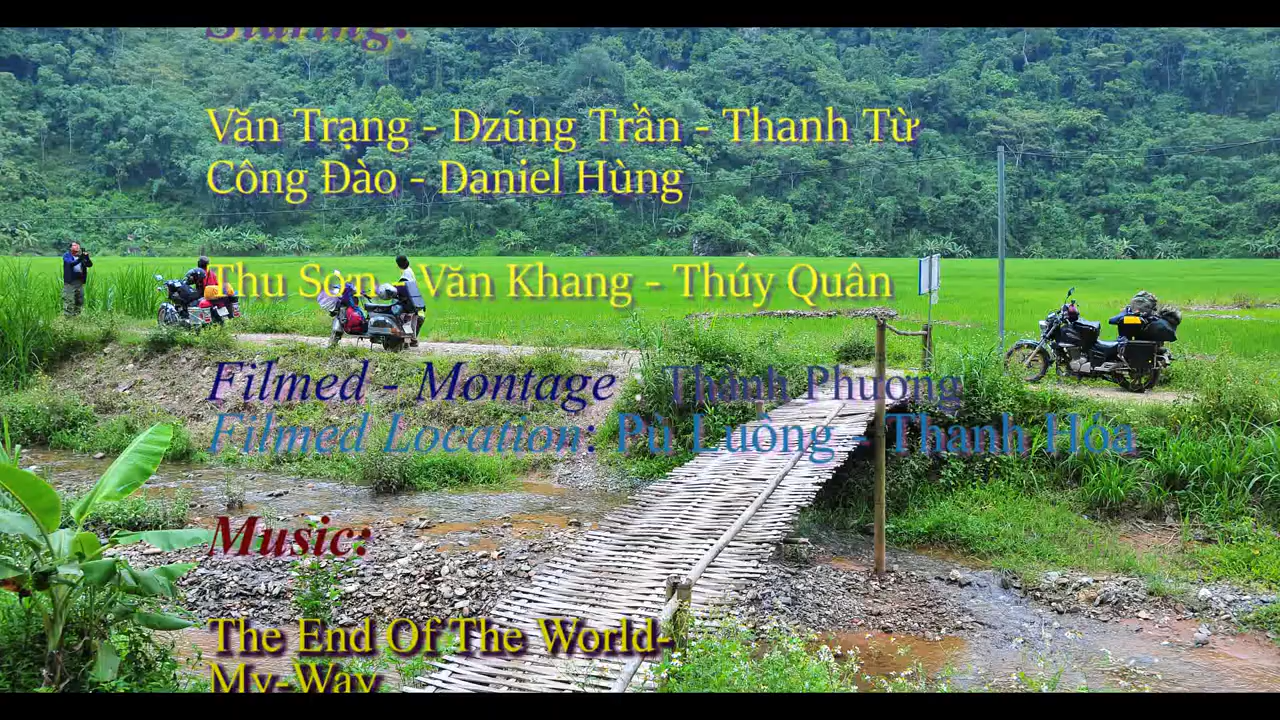 Staring:
Văn Trạng - Dzũng Trần - Thanh Từ
Công Đào - Daniel Hùng
Thu Sơn - Văn Khang - Thúy Quân
Filmed - Montage Thành Phương
Filmed Location: Pù Luông - Thanh Hóa
Music:
The End Of The World-
My-Way